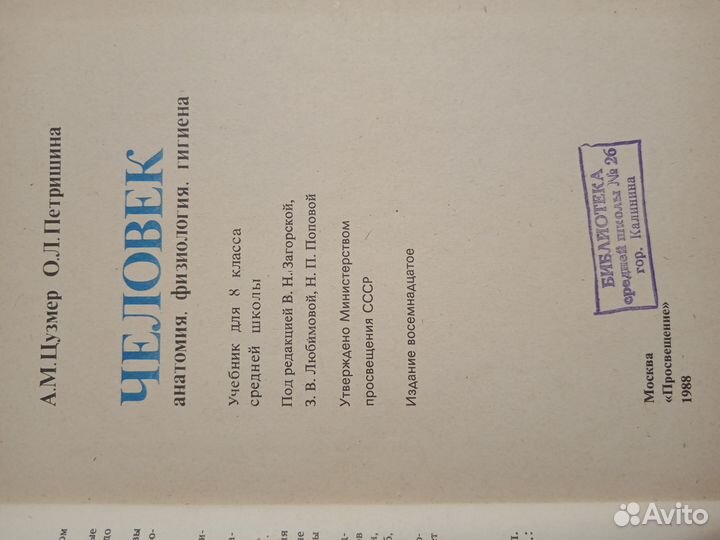 А.М.Цузмер О.Л.Петришина
ЧЕЛОВЕК
анатомия. физиология. гигиена
Учебник для 8 класса
средней школы
Под редакцией В. Н. Загорской,
З. В. Любимовой, Н. П. Поповой
Утверждено Министерством
просвещения СССР
Издание восемнадцатое
БИБЛИОТЕКА
средней школы № 26
гор. Калинина
Москва
«Просвещение»
1988
Avito